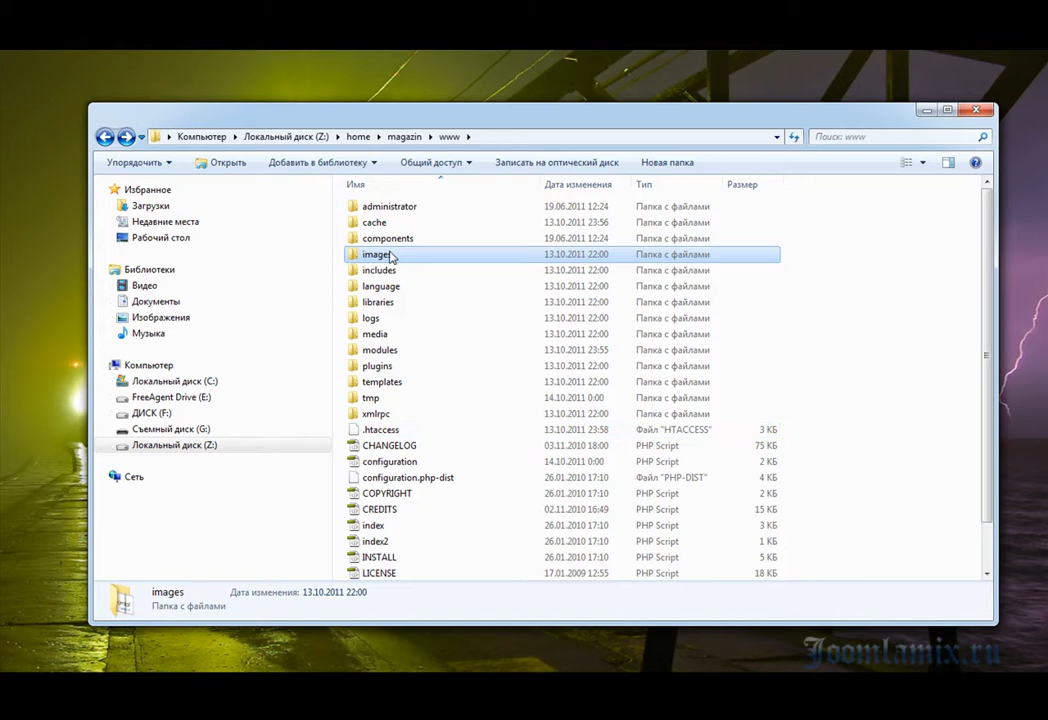 Компьютер ▸ Локальный диск (Z:) ▸ home ▸ magazin ▸ www ▸
Поиск: www
Упорядочить Открыть Добавить в библиотеку Общий доступ Записать на оптический диск Новая папка
Имя Дата изменения Тип Размер
Избранное
Загрузки
Недавние места
Рабочий стол
Библиотеки
Видео
Документы
Изображения
Музыка
Компьютер
Локальный диск (C:)
FreeAgent Drive (E:)
ДИСК (F:)
Съемный диск (G:)
Локальный диск (Z:)
Сеть
administrator 19.06.2011 12:24 Папка с файлами
cache 13.10.2011 23:56 Папка с файлами
components 19.06.2011 12:24 Папка с файлами
images 13.10.2011 22:00 Папка с файлами
includes 13.10.2011 22:00 Папка с файлами
language 13.10.2011 22:00 Папка с файлами
libraries 13.10.2011 22:00 Папка с файлами
logs 13.10.2011 22:00 Папка с файлами
media 13.10.2011 22:00 Папка с файлами
modules 13.10.2011 23:55 Папка с файлами
plugins 13.10.2011 22:00 Папка с файлами
templates 13.10.2011 22:00 Папка с файлами
tmp 14.10.2011 0:00 Папка с файлами
xmlrpc 13.10.2011 22:00 Папка с файлами
.htaccess 13.10.2011 23:58 Файл "HTACCESS" 3 КБ
CHANGELOG 03.11.2010 18:00 PHP Script 75 КБ
configuration 14.10.2011 0:00 PHP Script 2 КБ
configuration.php-dist 26.01.2010 17:10 Файл "PHP-DIST" 4 КБ
COPYRIGHT 26.01.2010 17:10 PHP Script 2 КБ
CREDITS 02.11.2010 16:49 PHP Script 15 КБ
index 26.01.2010 17:10 PHP Script 3 КБ
index2 26.01.2010 17:10 PHP Script 1 КБ
INSTALL 26.01.2010 17:10 PHP Script 5 КБ
LICENSE 17.01.2009 12:55 PHP Script 18 КБ
images Дата изменения: 13.10.2011 22:00
Папка с файлами
Joomlamix.ru